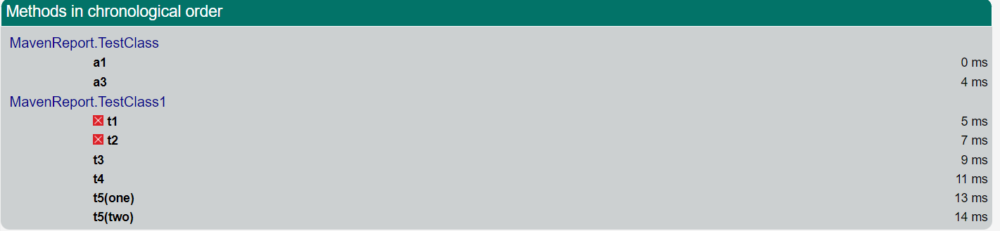 Methods in chronological order
MavenReport.TestClass
a1 0 ms
a3 4 ms
MavenReport.TestClass1
t1 5 ms
t2 7 ms
t3 9 ms
t4 11 ms
t5(one) 13 ms
t5(two) 14 ms